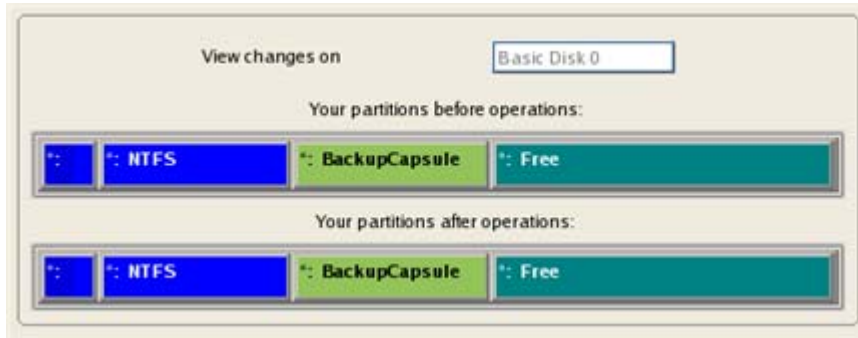 View changes on Basic Disk 0
Your partitions before operations:
*: *: NTFS *: BackupCapsule *: Free
Your partitions after operations:
*: *: NTFS *: BackupCapsule *: Free